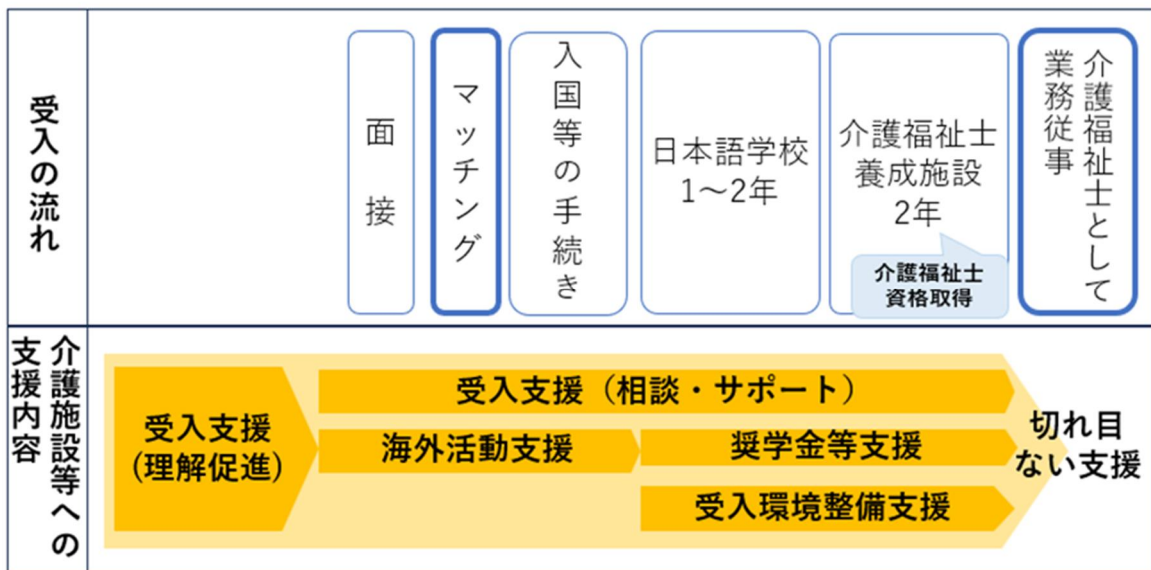 受入の流れ
面接
マッチング
入国等の手続き
日本語学校
1～2年
介護福祉士
養成施設
2年
介護福祉士
資格取得
介護福祉士として
業務従事
介護施設等への
支援内容
受入支援
(理解促進)
受入支援（相談・サポート）
海外活動支援
奨学金等支援
受入環境整備支援
切れ目
ない支援